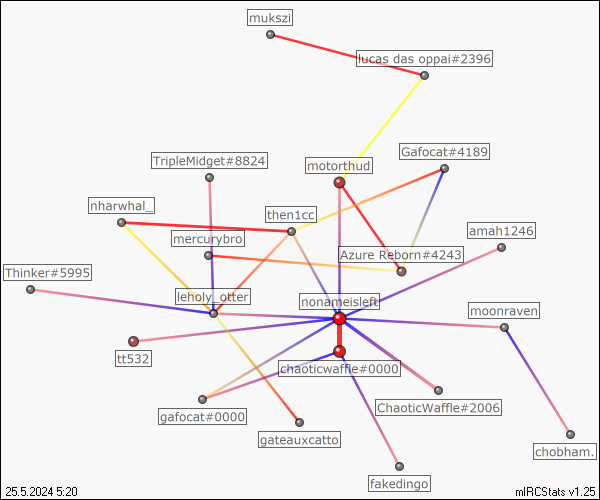 mukszi
lucas das oppai#2396
Gafocat#4189
TripleMidget#8824
motorthud
nharwhal_
then1cc
amah1246
mercurybro
Azure Reborn#4243
Thinker#5995
leholy_otter
nonameisleft
moonraven
tt532
chaoticwaffle#0000
ChaoticWaffle#2006
gafocat#0000
gateauxcatto
chobham.
fakedingo
25.5.2024 5:20
mIRCStats v1.25